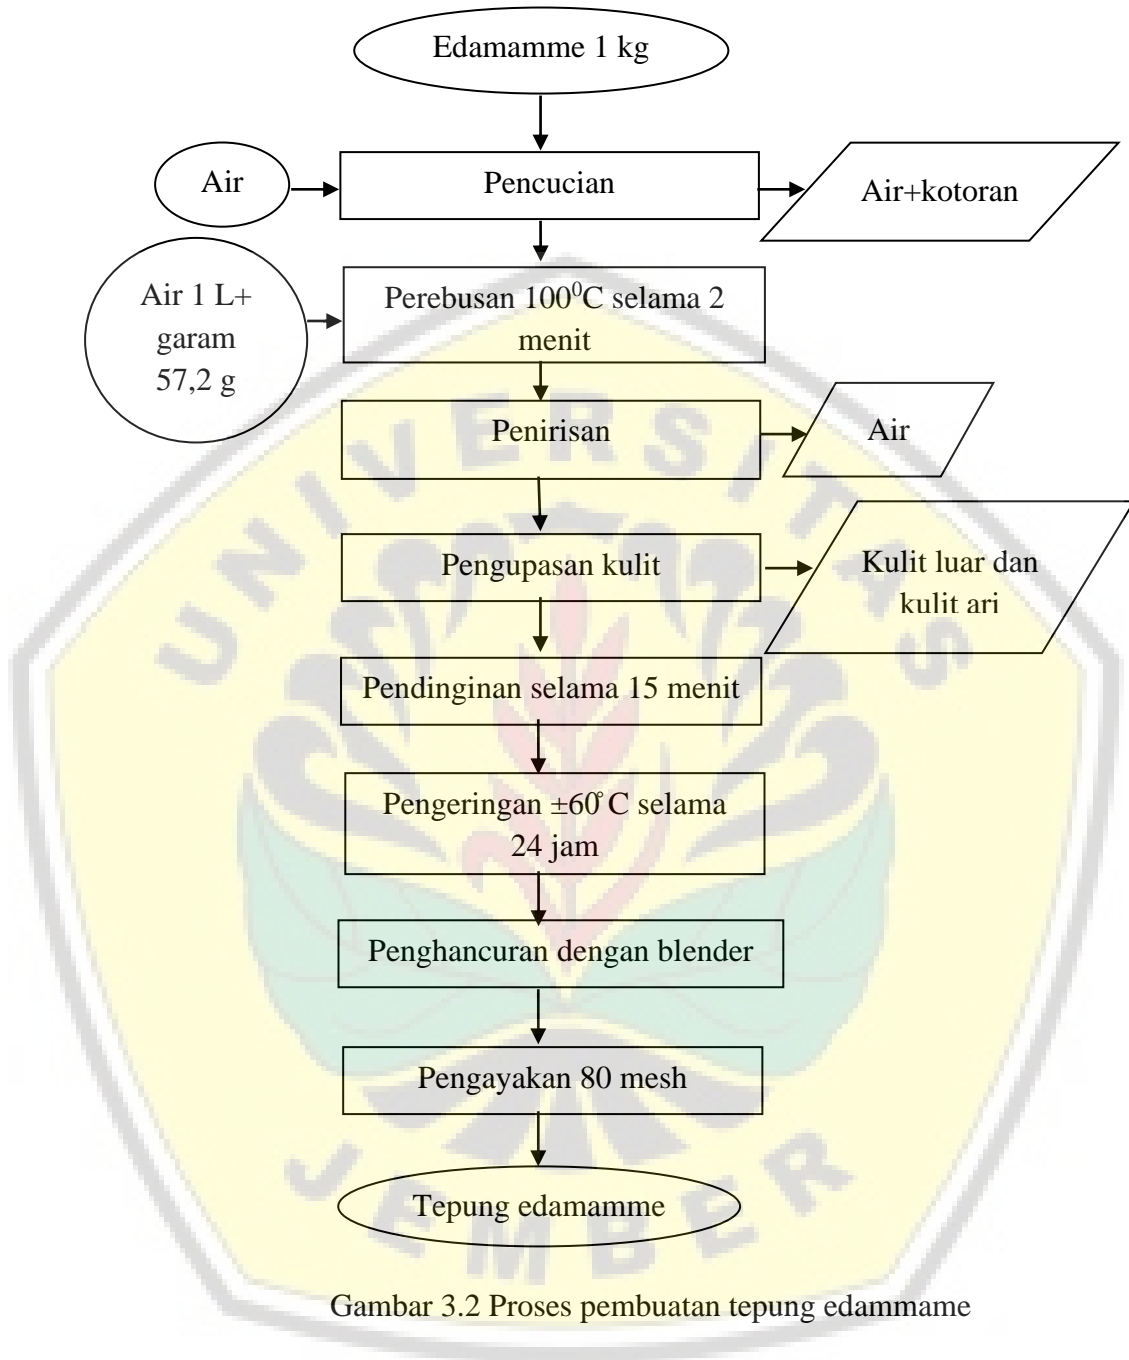 Edamamme 1 kg
Air
Pencucian
Air+kotoran
Air 1 L+
garam
57,2 g
Perebusan 100⁰C selama 2
menit
Penirisan
Air
Pengupasan kulit
Kulit luar dan
kulit ari
Pendinginan selama 15 menit
Pengeringan ±60°C selama
24 jam
Penghancuran dengan blender
Pengayakan 80 mesh
Tepung edamamme
Gambar 3.2 Proses pembuatan tepung edammame
UNIVERSITAS
JEMBER